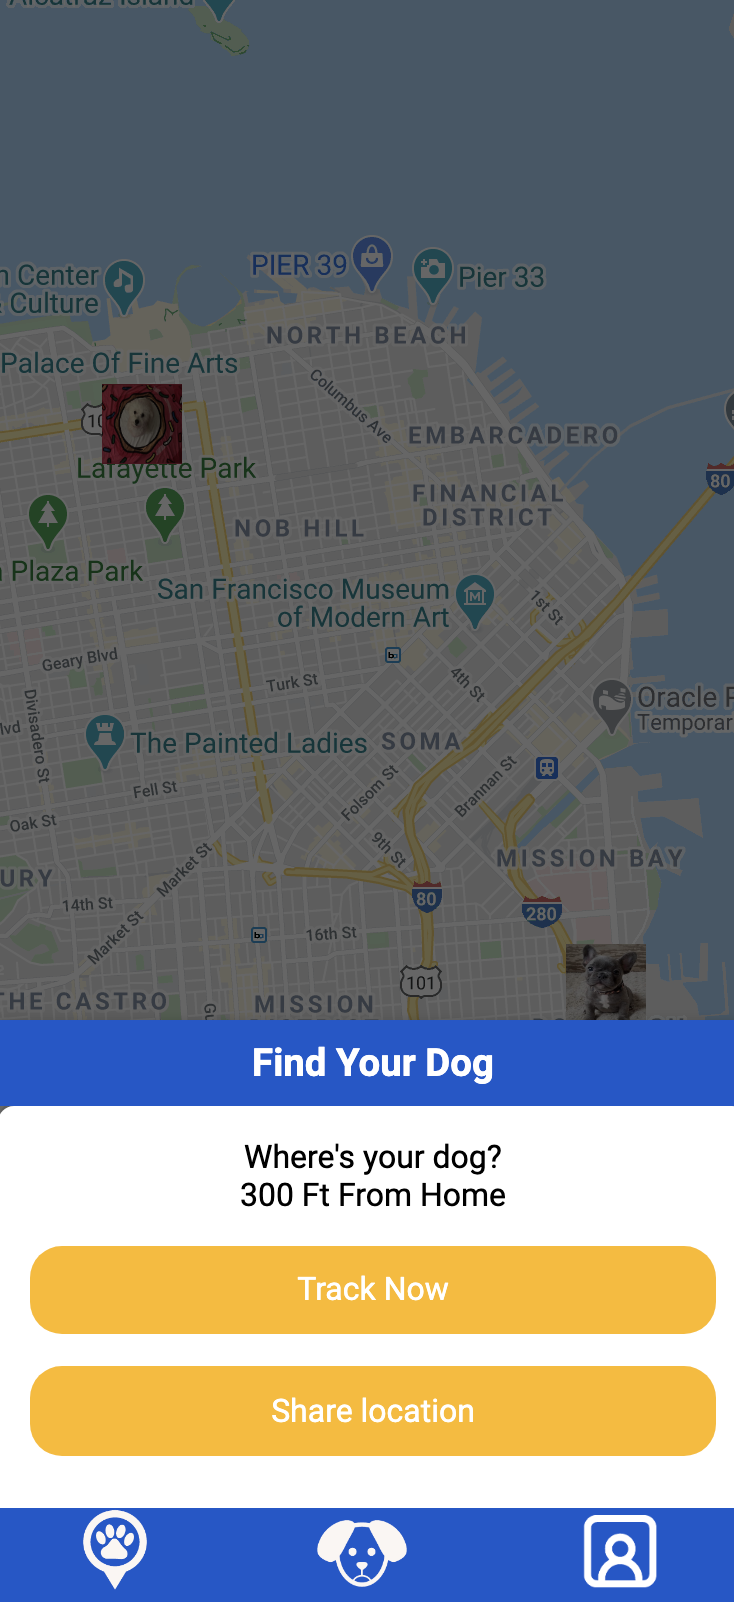 Alcatraz Island
PIER 39
Pier 33
n Center
& Culture
NORTH BEACH
Palace Of Fine Arts
Columbus Ave
EMBARCADERO
Lafayette Park
80
FINANCIAL
DISTRICT
NOB HILL
Plaza Park
San Francisco Museum
of Modern Art
1st St
Geary Blvd
Turk St
4th St
Divisadero St
lvd
Oracle P
Temporar
The Painted Ladies
SOMA
Fell St
Folsom St
Brannan St
Oak St
9th St
Market St
MISSION BAY
URY
14th St
80
280
Market St
16th St
101
THE CASTRO
MISSION
Find Your Dog
Where's your dog?
300 Ft From Home
Track Now
Share location